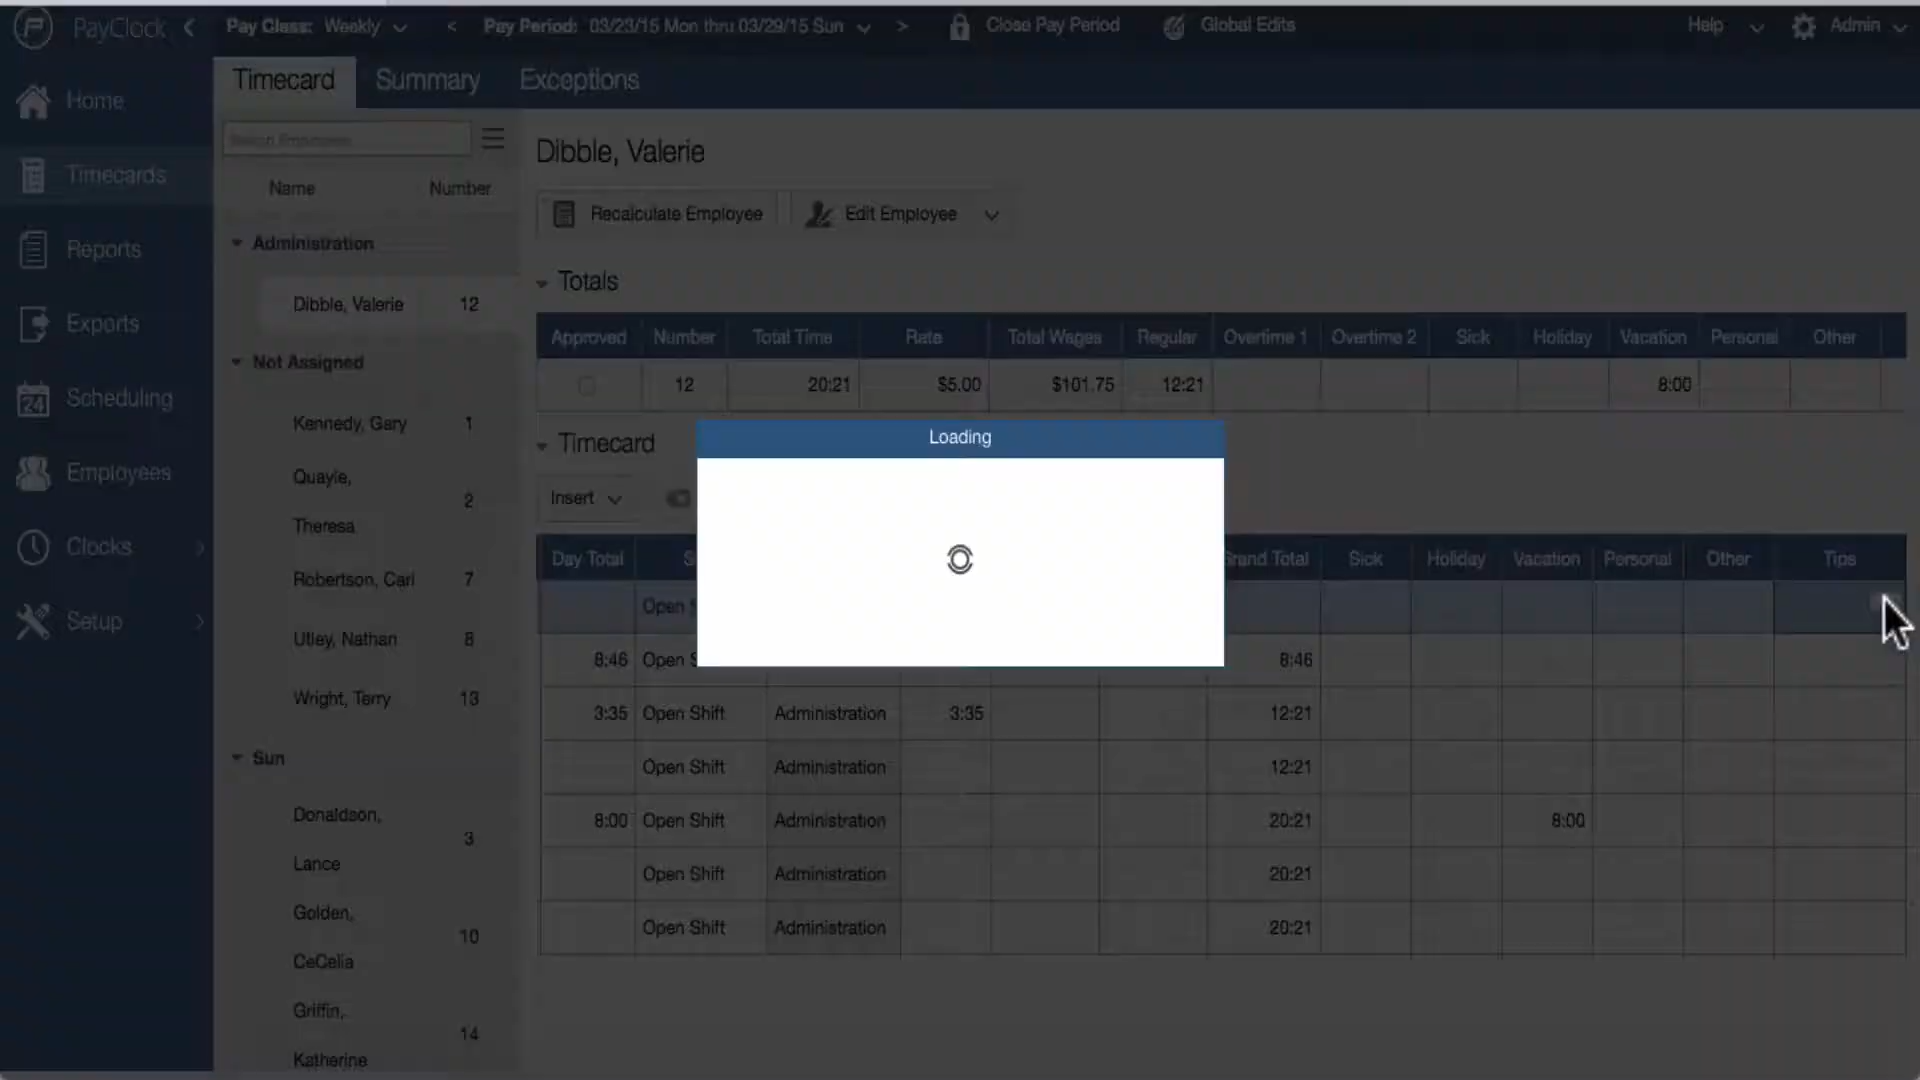 PayClock
Pay Class: Weekly
Pay Period: 03/23/15 Mon thru 03/29/15 Sun
Close Pay Period
Global Edits
Help
Admin
Home
Timecards
Reports
Exports
Scheduling
24
Employees
Clocks
Setup
Timecard Summary Exceptions
Name Number
Administration
Dibble, Valerie 12
Not Assigned
Kennedy, Gary 1
Quayle,
Theresa
2
Robertson, Carl 7
Utley, Nathan 8
Wright, Terry 13
Sun
Donaldson,
Lance
3
Golden,
CeCelia
10
Griffin,
Katherine
14
Dibble, Valerie
Recalculate Employee
Edit Employee
Totals
Approved Number Total Time Rate Total Wages Regular Overtime 1 Overtime 2 Sick Holiday Vacation Personal Other
12 20:21 $5.00 $101.75 12:21 8:00
Timecard
Insert
Loading
Day Total Grand Total Sick Holiday Vacation Personal Other Tips
Open
8:46 Open 8:46
3:35 Open Shift Administration 3:35 12:21
Open Shift Administration 12:21
8:00 Open Shift Administration 20:21 8:00
Open Shift Administration 20:21
Open Shift Administration 20:21